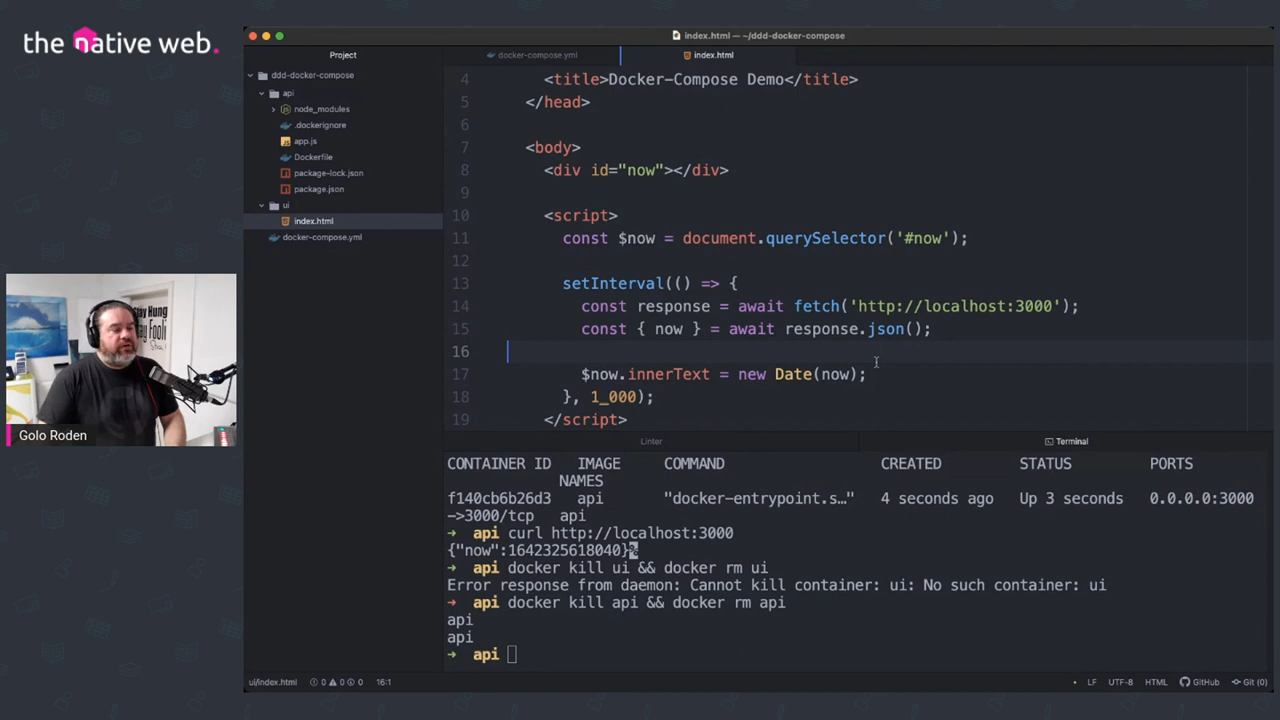 the native web.
index.html — ~/ddd-docker-compose
Project
docker-compose.yml
index.html
ddd-docker-compose
api
node_modules
.dockerignore
app.js
Dockerfile
package-lock.json
package.json
ui
index.html
docker-compose.yml
4 <title>Docker-Compose Demo</title>
5 </head>
6
7 <body>
8 <div id="now"></div>
9
10 <script>
11 const $now = document.querySelector('#now');
12
13 setInterval(() => {
14 const response = await fetch('http://localhost:3000');
15 const { now } = await response.json();
16
17 $now.innerText = new Date(now);
18 }, 1_000);
19 </script>
Linter
Terminal
CONTAINER ID IMAGE COMMAND CREATED STATUS PORTS
NAMES
f140cb6b26d3 api "docker-entrypoint.s…" 4 seconds ago Up 3 seconds 0.0.0.0:3000
->3000/tcp api
➜ api curl http://localhost:3000
{"now":1642325618040}%
➜ api docker kill ui && docker rm ui
Error response from daemon: Cannot kill container: ui: No such container: ui
➜ api docker kill api && docker rm api
api
api
➜ api
Golo Roden
ui/index.html 0 0 0 16:1
LF UTF-8 HTML GitHub Git (0)